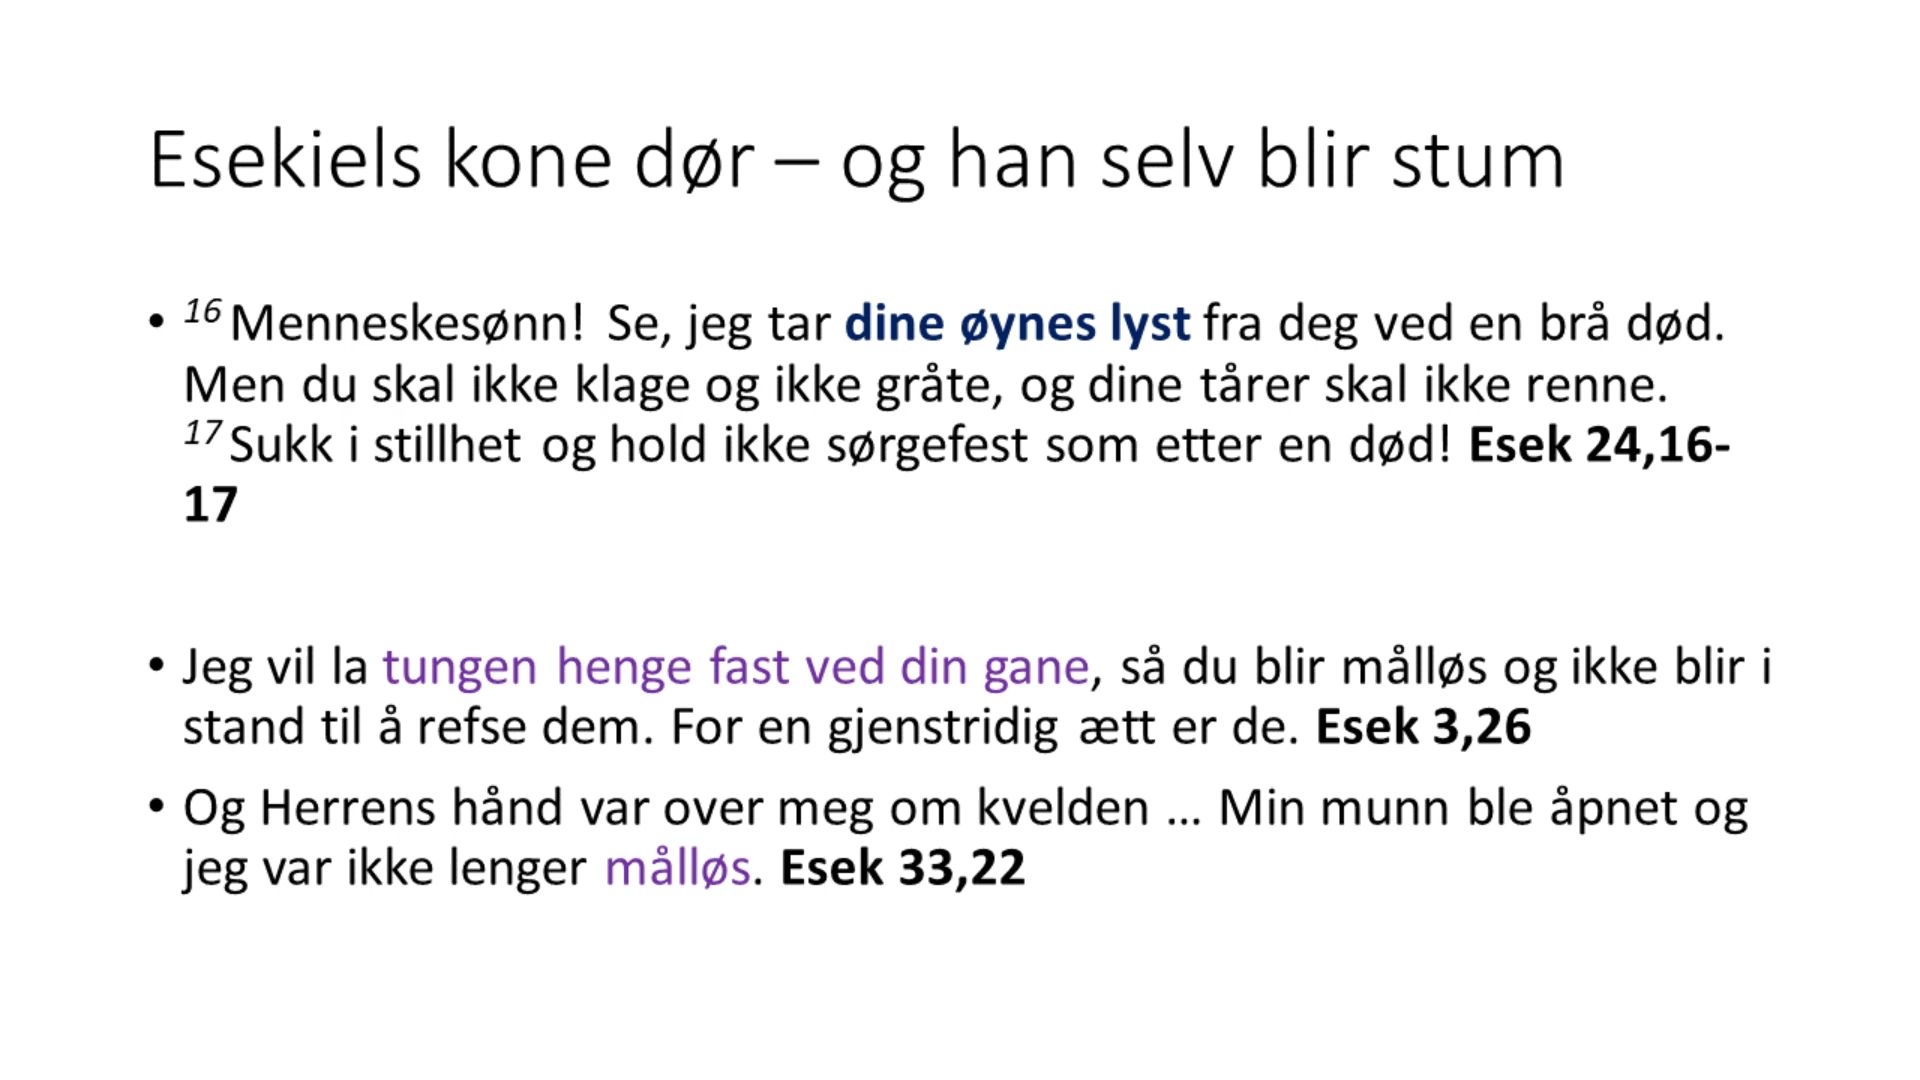 Esekiels kone dør – og han selv blir stum
• 16 Menneskesønn! Se, jeg tar dine øynes lyst fra deg ved en brå død.
Men du skal ikke klage og ikke gråte, og dine tårer skal ikke renne.
17 Sukk i stillhet og hold ikke sørgefest som etter en død! Esek 24,16-
17
• Jeg vil la tungen henge fast ved din gane, så du blir målløs og ikke blir i
stand til å refse dem. For en gjenstridig ætt er de. Esek 3,26
• Og Herrens hånd var over meg om kvelden ... Min munn ble åpnet og
jeg var ikke lenger målløs. Esek 33,22